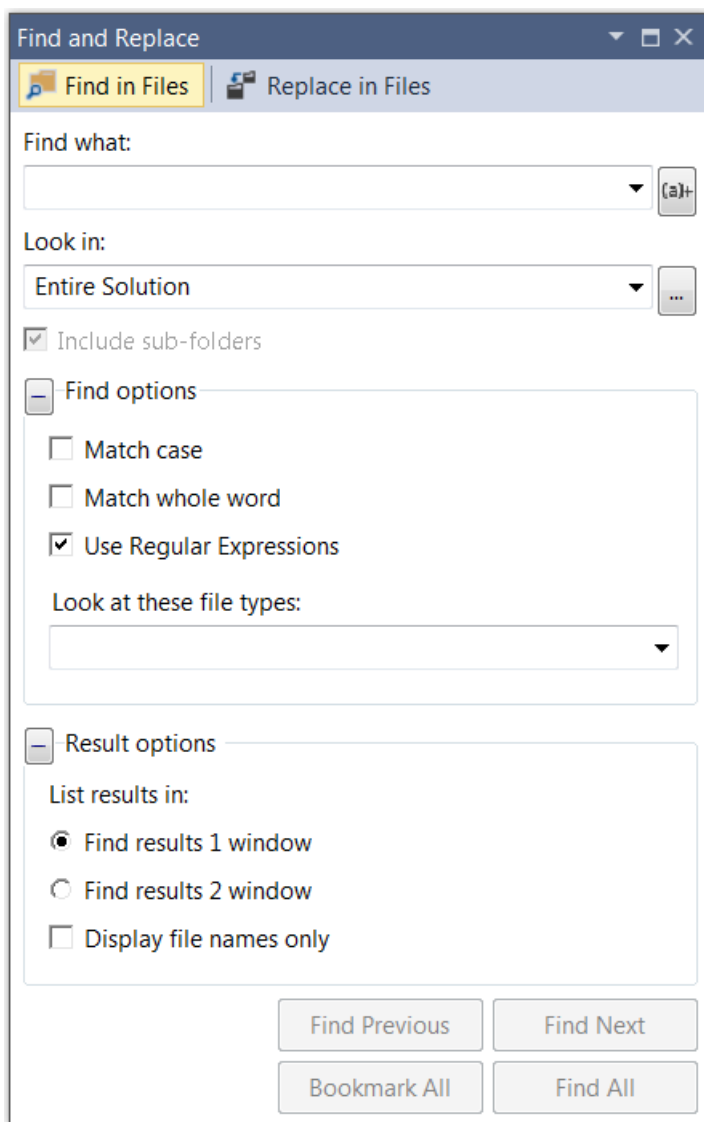 Find and Replace
Find in Files Replace in Files
Find what:
(a)+
Look in:
Entire Solution ...
Include sub-folders
Find options
Match case
Match whole word
Use Regular Expressions
Look at these file types:
Result options
List results in:
Find results 1 window
Find results 2 window
Display file names only
Find Previous Find Next
Bookmark All Find All